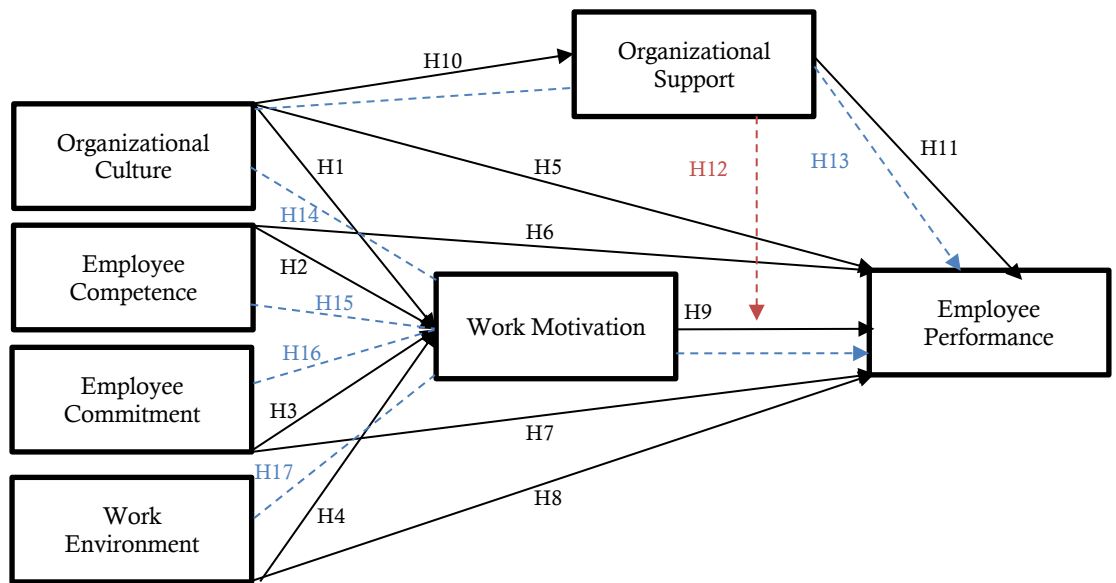 Organizational
Support
H10
Organizational
Culture
H1
H5
H12
H13
H11
H14
H6
Employee
Competence
H2
H15
Work Motivation
H9
Employee
Performance
H16
Employee
Commitment
H3
H7
H17
H8
H4
Work
Environment